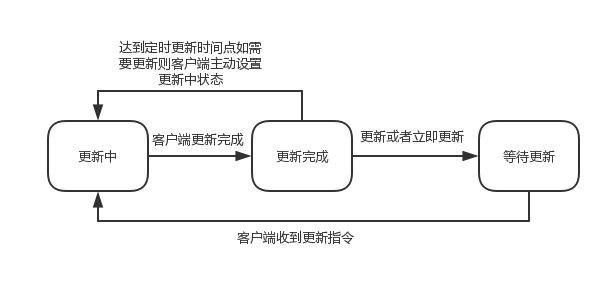 达到定时更新时间点如需
要更新则客户端主动设置
更新中状态
更新中
客户端更新完成
更新完成
更新或者立即更新
等待更新
客户端收到更新指令